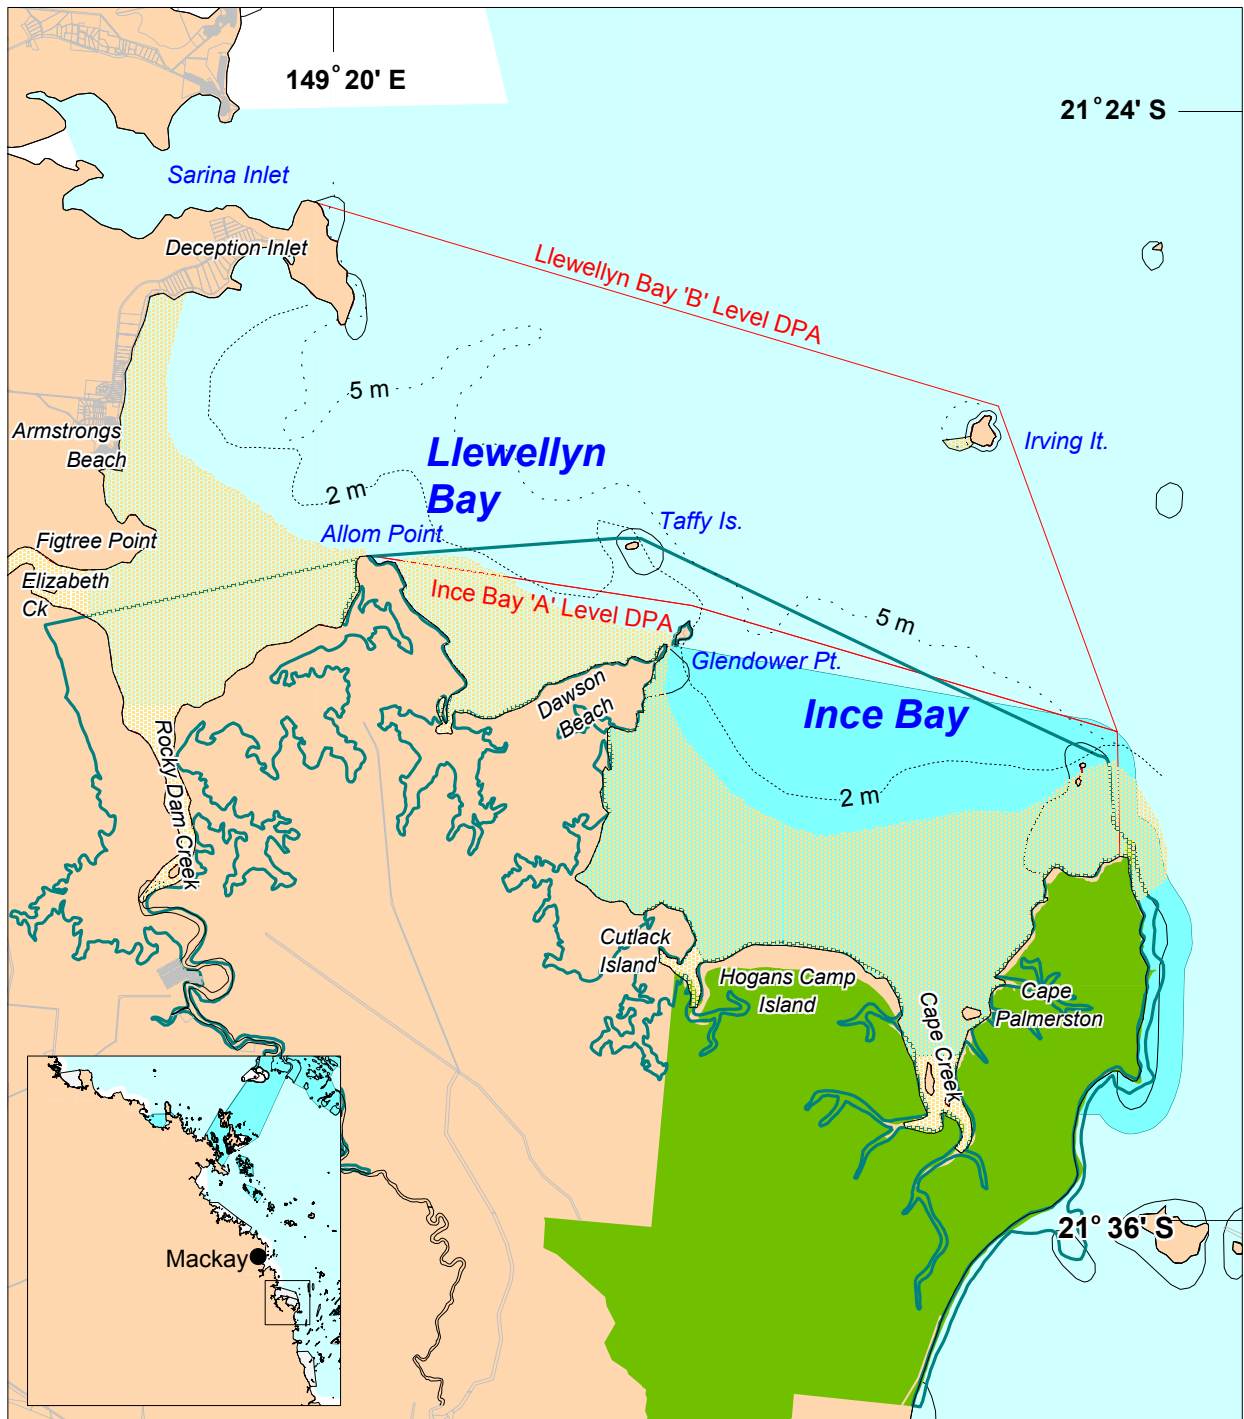 149° 20' E
21° 24' S
Sarina Inlet
Deception Inlet
Llewellyn Bay 'B' Level DPA
5 m
Armstrongs
Beach
Llewellyn
Bay
Irving It.
2 m
Taffy Is.
Allom Point
Figtree Point
Elizabeth
Ck
Ince Bay 'A' Level DPA
5 m
Glendower Pt.
Dawson
Beach
Ince Bay
Rocky Dam Creek
2 m
Cutlack
Island
Hogans Camp
Island
Cape Creek
Cape
Palmerston
21° 36' S
Mackay